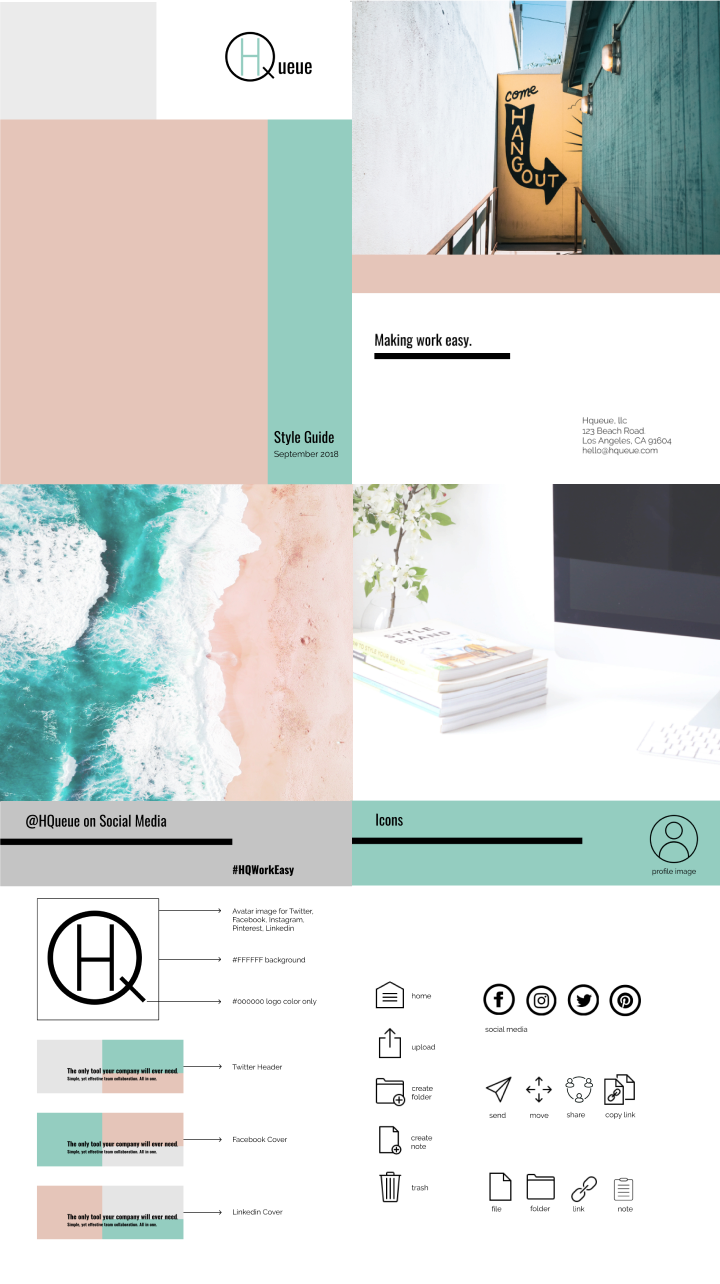 HQueue
Style Guide
September 2018
come
HANGOUT
Making work easy.
Hqueue, llc
123 Beach Road
Los Angeles, CA 91604
hello@hqueue.com
STYLE
BRAND
@HQueue on Social Media
#HQWorkEasy
HQ
Avatar image for Twitter,
Facebook, Instagram,
Pinterest, Linkedin
#FFFFFF background
#000000 logo color only
The only tool your company will ever need.
Simple, yet effective team collaboration. All in one.
Twitter Header
The only tool your company will ever need.
Simple, yet effective team collaboration. All in one.
Facebook Cover
The only tool your company will ever need.
Simple, yet effective team collaboration. All in one.
Linkedin Cover
Icons
profile image
home
upload
create
folder
create
note
trash
social media
send
move
share
copy link
file
folder
link
note